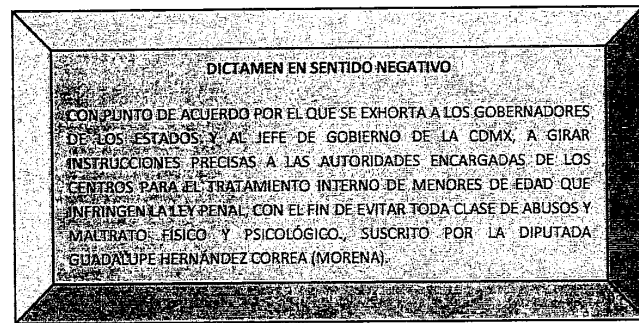 DICTAMEN EN SENTIDO NEGATIVO
CON PUNTO DE ACUERDO POR EL QUE SE EXHORTA A LOS GOBERNADORES
DE LOS ESTADOS Y AL JEFE DE GOBIERNO DE LA CDMX, A GIRAR
INSTRUCCIONES PRECISAS A LAS AUTORIDADES ENCARGADAS DE LOS
CENTROS PARA EL TRATAMIENTO INTERNO DE MENORES DE EDAD QUE
INFRINGEN LA LEY PENAL, CON EL FIN DE EVITAR TODA CLASE DE ABUSOS Y
MALTRATO FÍSICO Y PSICOLÓGICO., SUSCRITO POR LA DIPUTADA
GUADALUPE HERNÁNDEZ CORREA (MORENA).